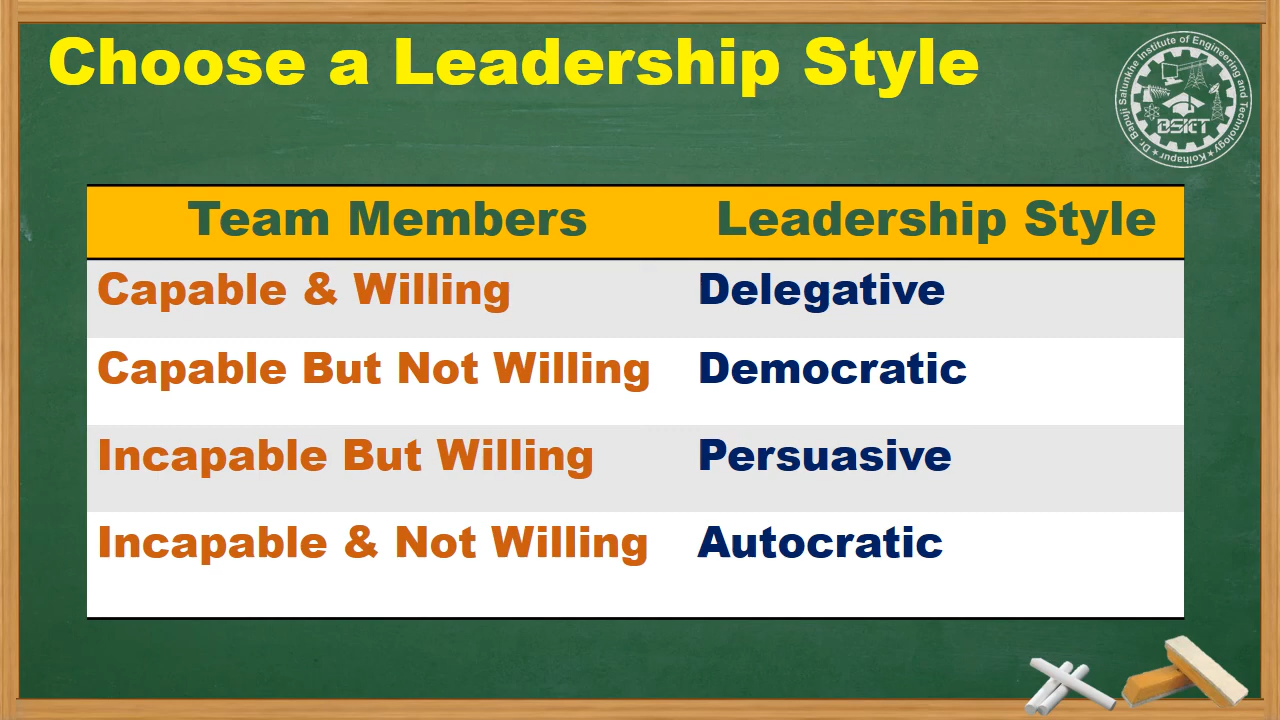 Choose a Leadership Style
Dr. Bapuji Salunkhe Institute of Engineering and Technology
★ Kolhapur ★
BSIET
Team Members Leadership Style
Capable & Willing Delegative
Capable But Not Willing Democratic
Incapable But Willing Persuasive
Incapable & Not Willing Autocratic